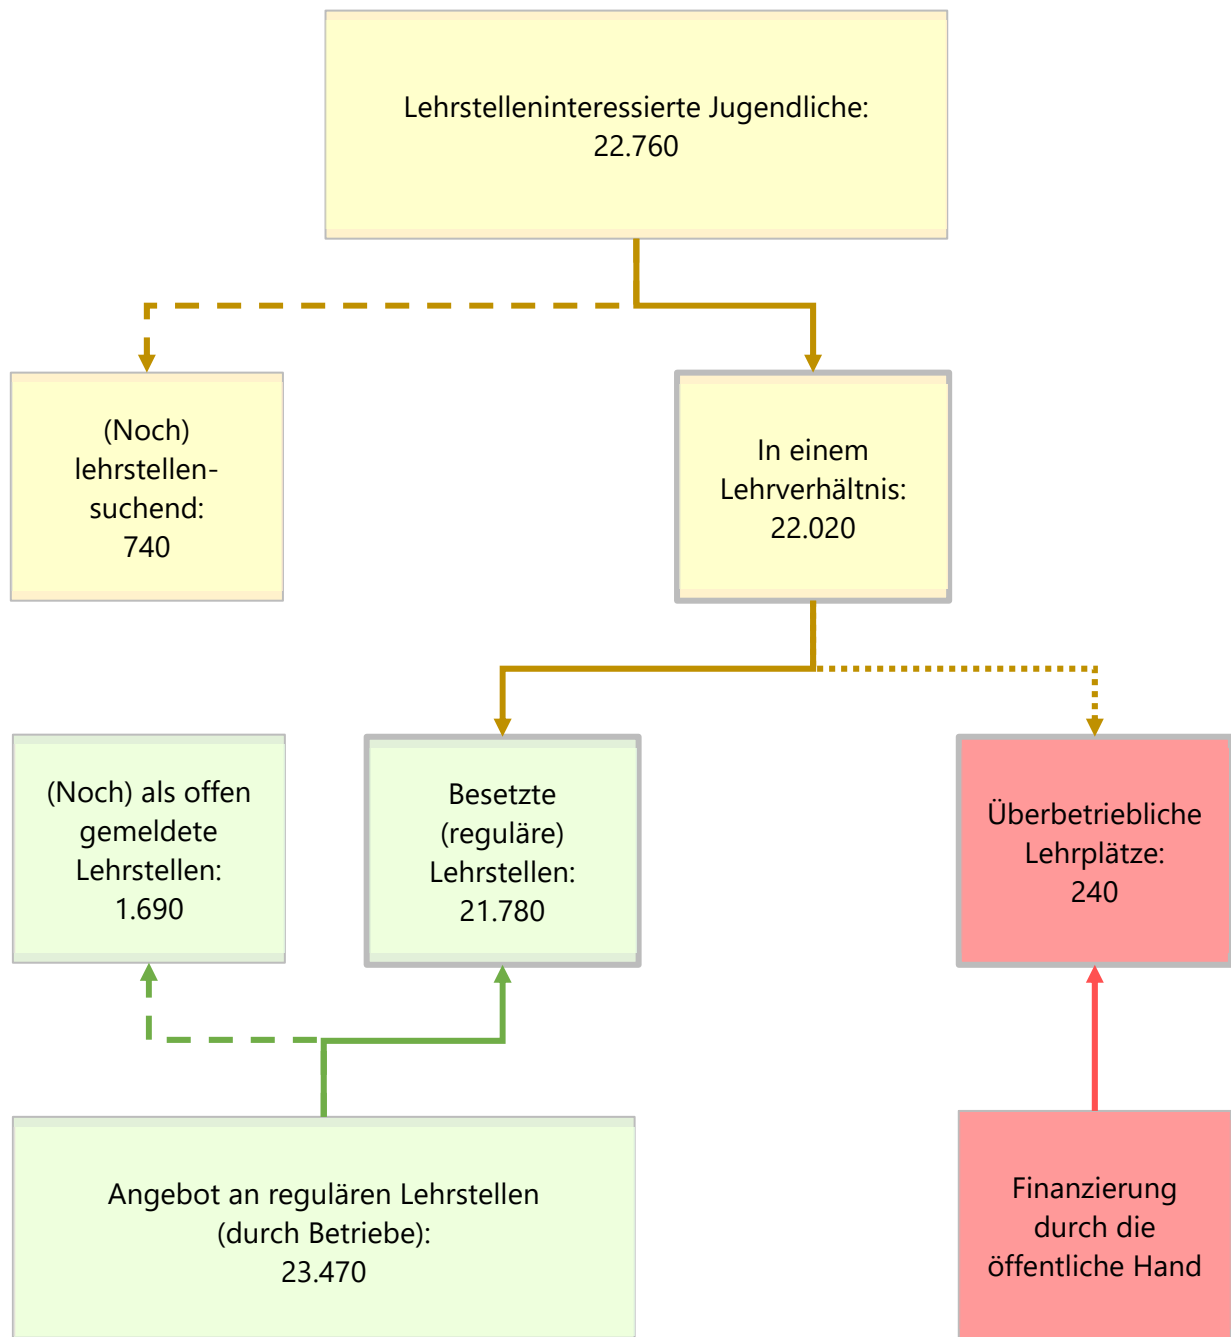 Lehrstelleninteressierte Jugendliche:
22.760
(Noch)
lehrstellen-
suchend:
740
In einem
Lehrverhältnis:
22.020
(Noch) als offen
gemeldete
Lehrstellen:
1.690
Besetzte
(reguläre)
Lehrstellen:
21.780
Überbetriebliche
Lehrplätze:
240
Angebot an regulären Lehrstellen
(durch Betriebe):
23.470
Finanzierung
durch die
öffentliche Hand